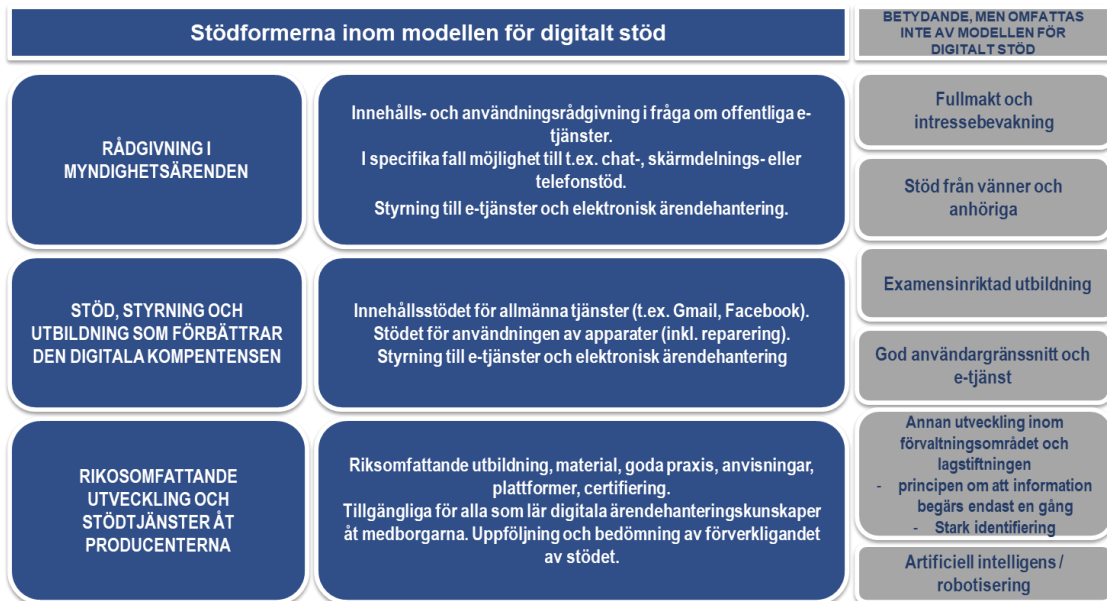 Stödformerna inom modellen för digitalt stöd
BETYDANDE, MEN OMFATTAS
INTE AV MODELLEN FÖR
DIGITALT STÖD
RÅDGIVNING I
MYNDIGHETSÄRENDEN
Innehålls- och användningsrådgivning i fråga om offentliga e-
tjänster.
I specifika fall möjlighet till t.ex. chat-, skärmdelnings- eller
telefonstöd.
Styrning till e-tjänster och elektronisk ärendehantering.
Fullmakt och
intressebevakning
Stöd från vänner och
anhöriga
STÖD, STYRNING OCH
UTBILDNING SOM FÖRBÄTTRAR
DEN DIGITALA KOMPENTENSEN
Innehållsstödet för allmänna tjänster (t.ex. Gmail, Facebook).
Stödet för användningen av apparater (inkl. reparering).
Styrning till e-tjänster och elektronisk ärendehantering
Examensinriktad utbildning
God användargränssnitt och
e-tjänst
RIKOSOMFATTANDE
UTVECKLING OCH
STÖDTJÄNSTER ÅT
PRODUCENTERNA
Riksomfattande utbildning, material, goda praxis, anvisningar,
plattformer, certifiering.
Tillgängliga för alla som lär digitala ärendehanteringskunskaper
åt medborgarna. Uppföljning och bedömning av förverkligandet
av stödet.
Annan utveckling inom
förvaltningsområdet och
lagstiftningen
- principen om att information
begärs endast en gång
- Stark identifiering
Artificiell intelligens /
robotisering